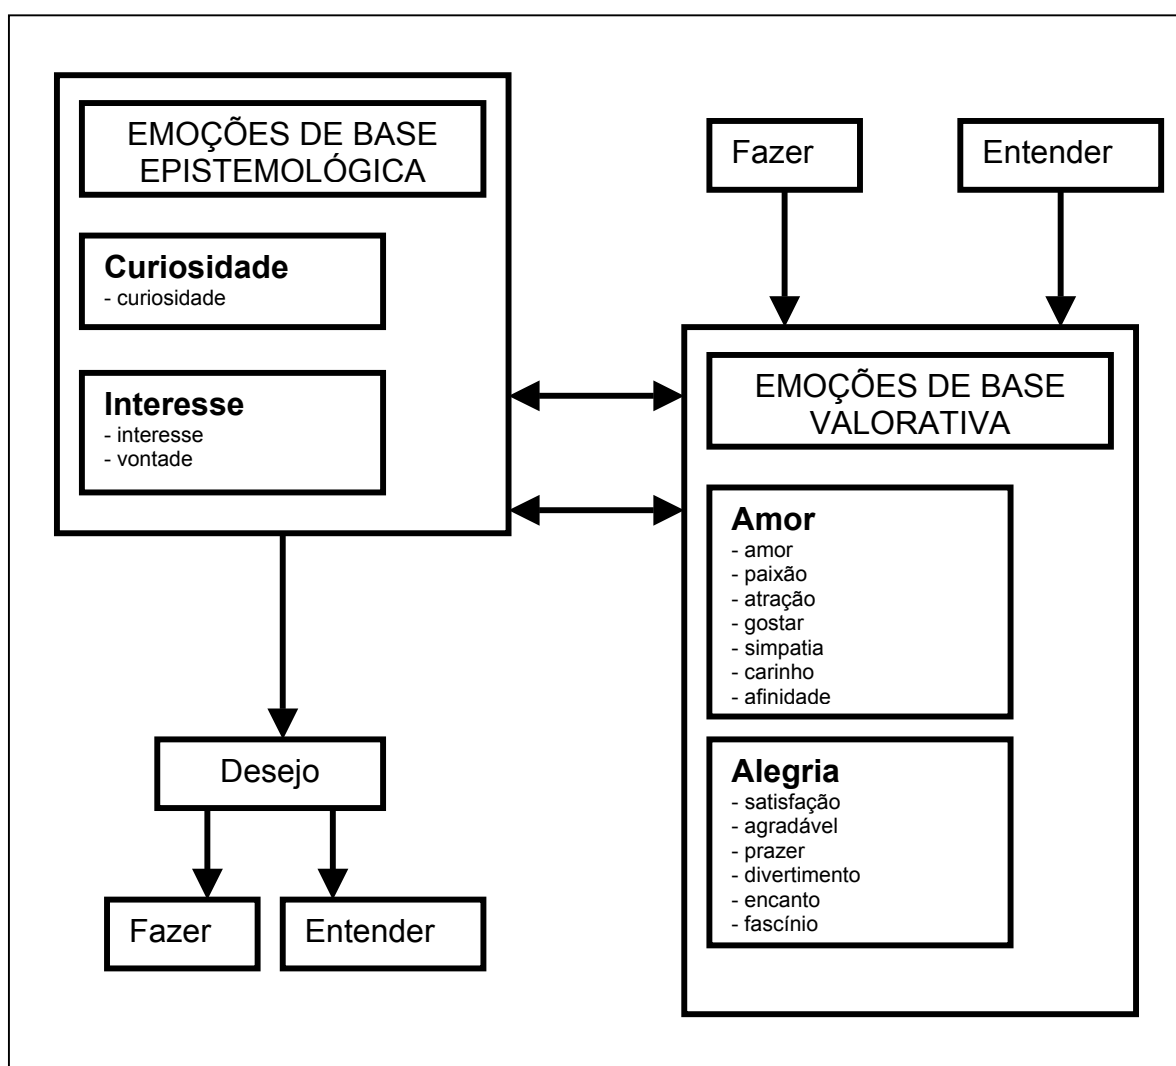 EMOÇÕES DE BASE
EPISTEMOLÓGICA
Curiosidade
- curiosidade
Interesse
- interesse
- vontade
Desejo
Fazer
Entender
Fazer
Entender
EMOÇÕES DE BASE
VALORATIVA
Amor
- amor
- paixão
- atração
- gostar
- simpatia
- carinho
- afinidade
Alegria
- satisfação
- agradável
- prazer
- divertimento
- encanto
- fascínio